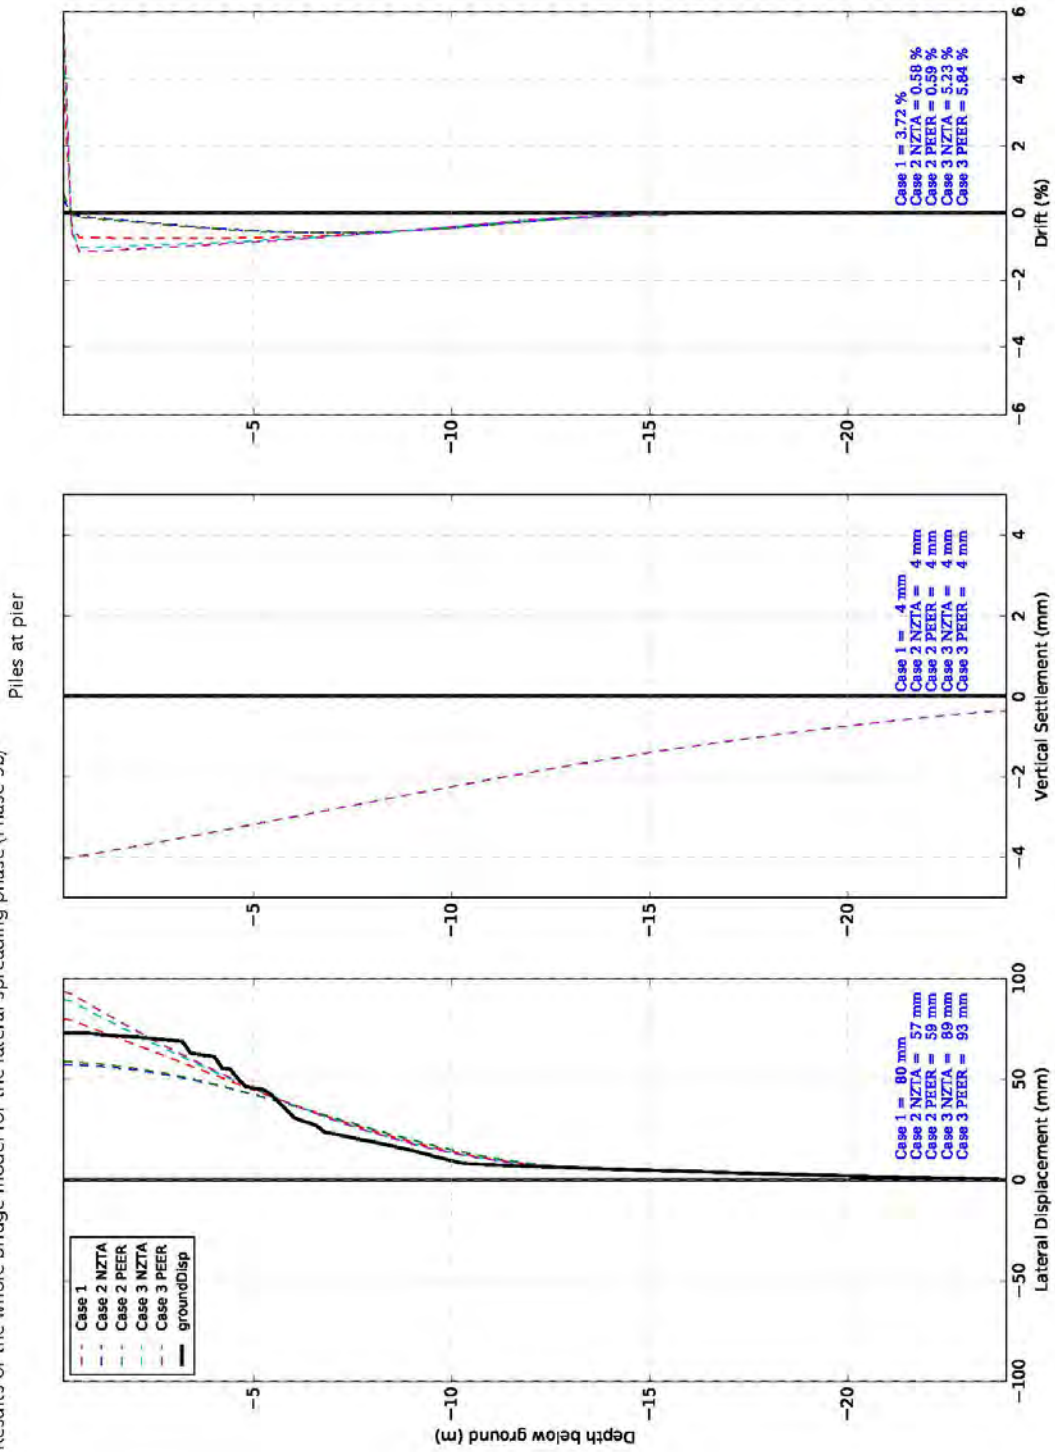 Results of the whole bridge model for the lateral spreading phase (Phase 3b)
Piles at pier
Depth below ground (m)
−5
−10
−15
−20
Case 1
Case 2 NZTA
Case 2 PEER
Case 3 NZTA
Case 3 PEER
groundDisp
Case 1 = 80 mm
Case 2 NZTA = 57 mm
Case 2 PEER = 59 mm
Case 3 NZTA = 89 mm
Case 3 PEER = 93 mm
−100
−50
0
50
100
Lateral Displacement (mm)
−5
−10
−15
−20
Case 1 = 4 mm
Case 2 NZTA = 4 mm
Case 2 PEER = 4 mm
Case 3 NZTA = 4 mm
Case 3 PEER = 4 mm
−4
−2
0
2
4
Vertical Settlement (mm)
−5
−10
−15
−20
Case 1 = 3.72 %
Case 2 NZTA = 0.58 %
Case 2 PEER = 0.59 %
Case 3 NZTA = 5.23 %
Case 3 PEER = 5.84 %
−6
−4
−2
0
2
4
6
Drift (%)